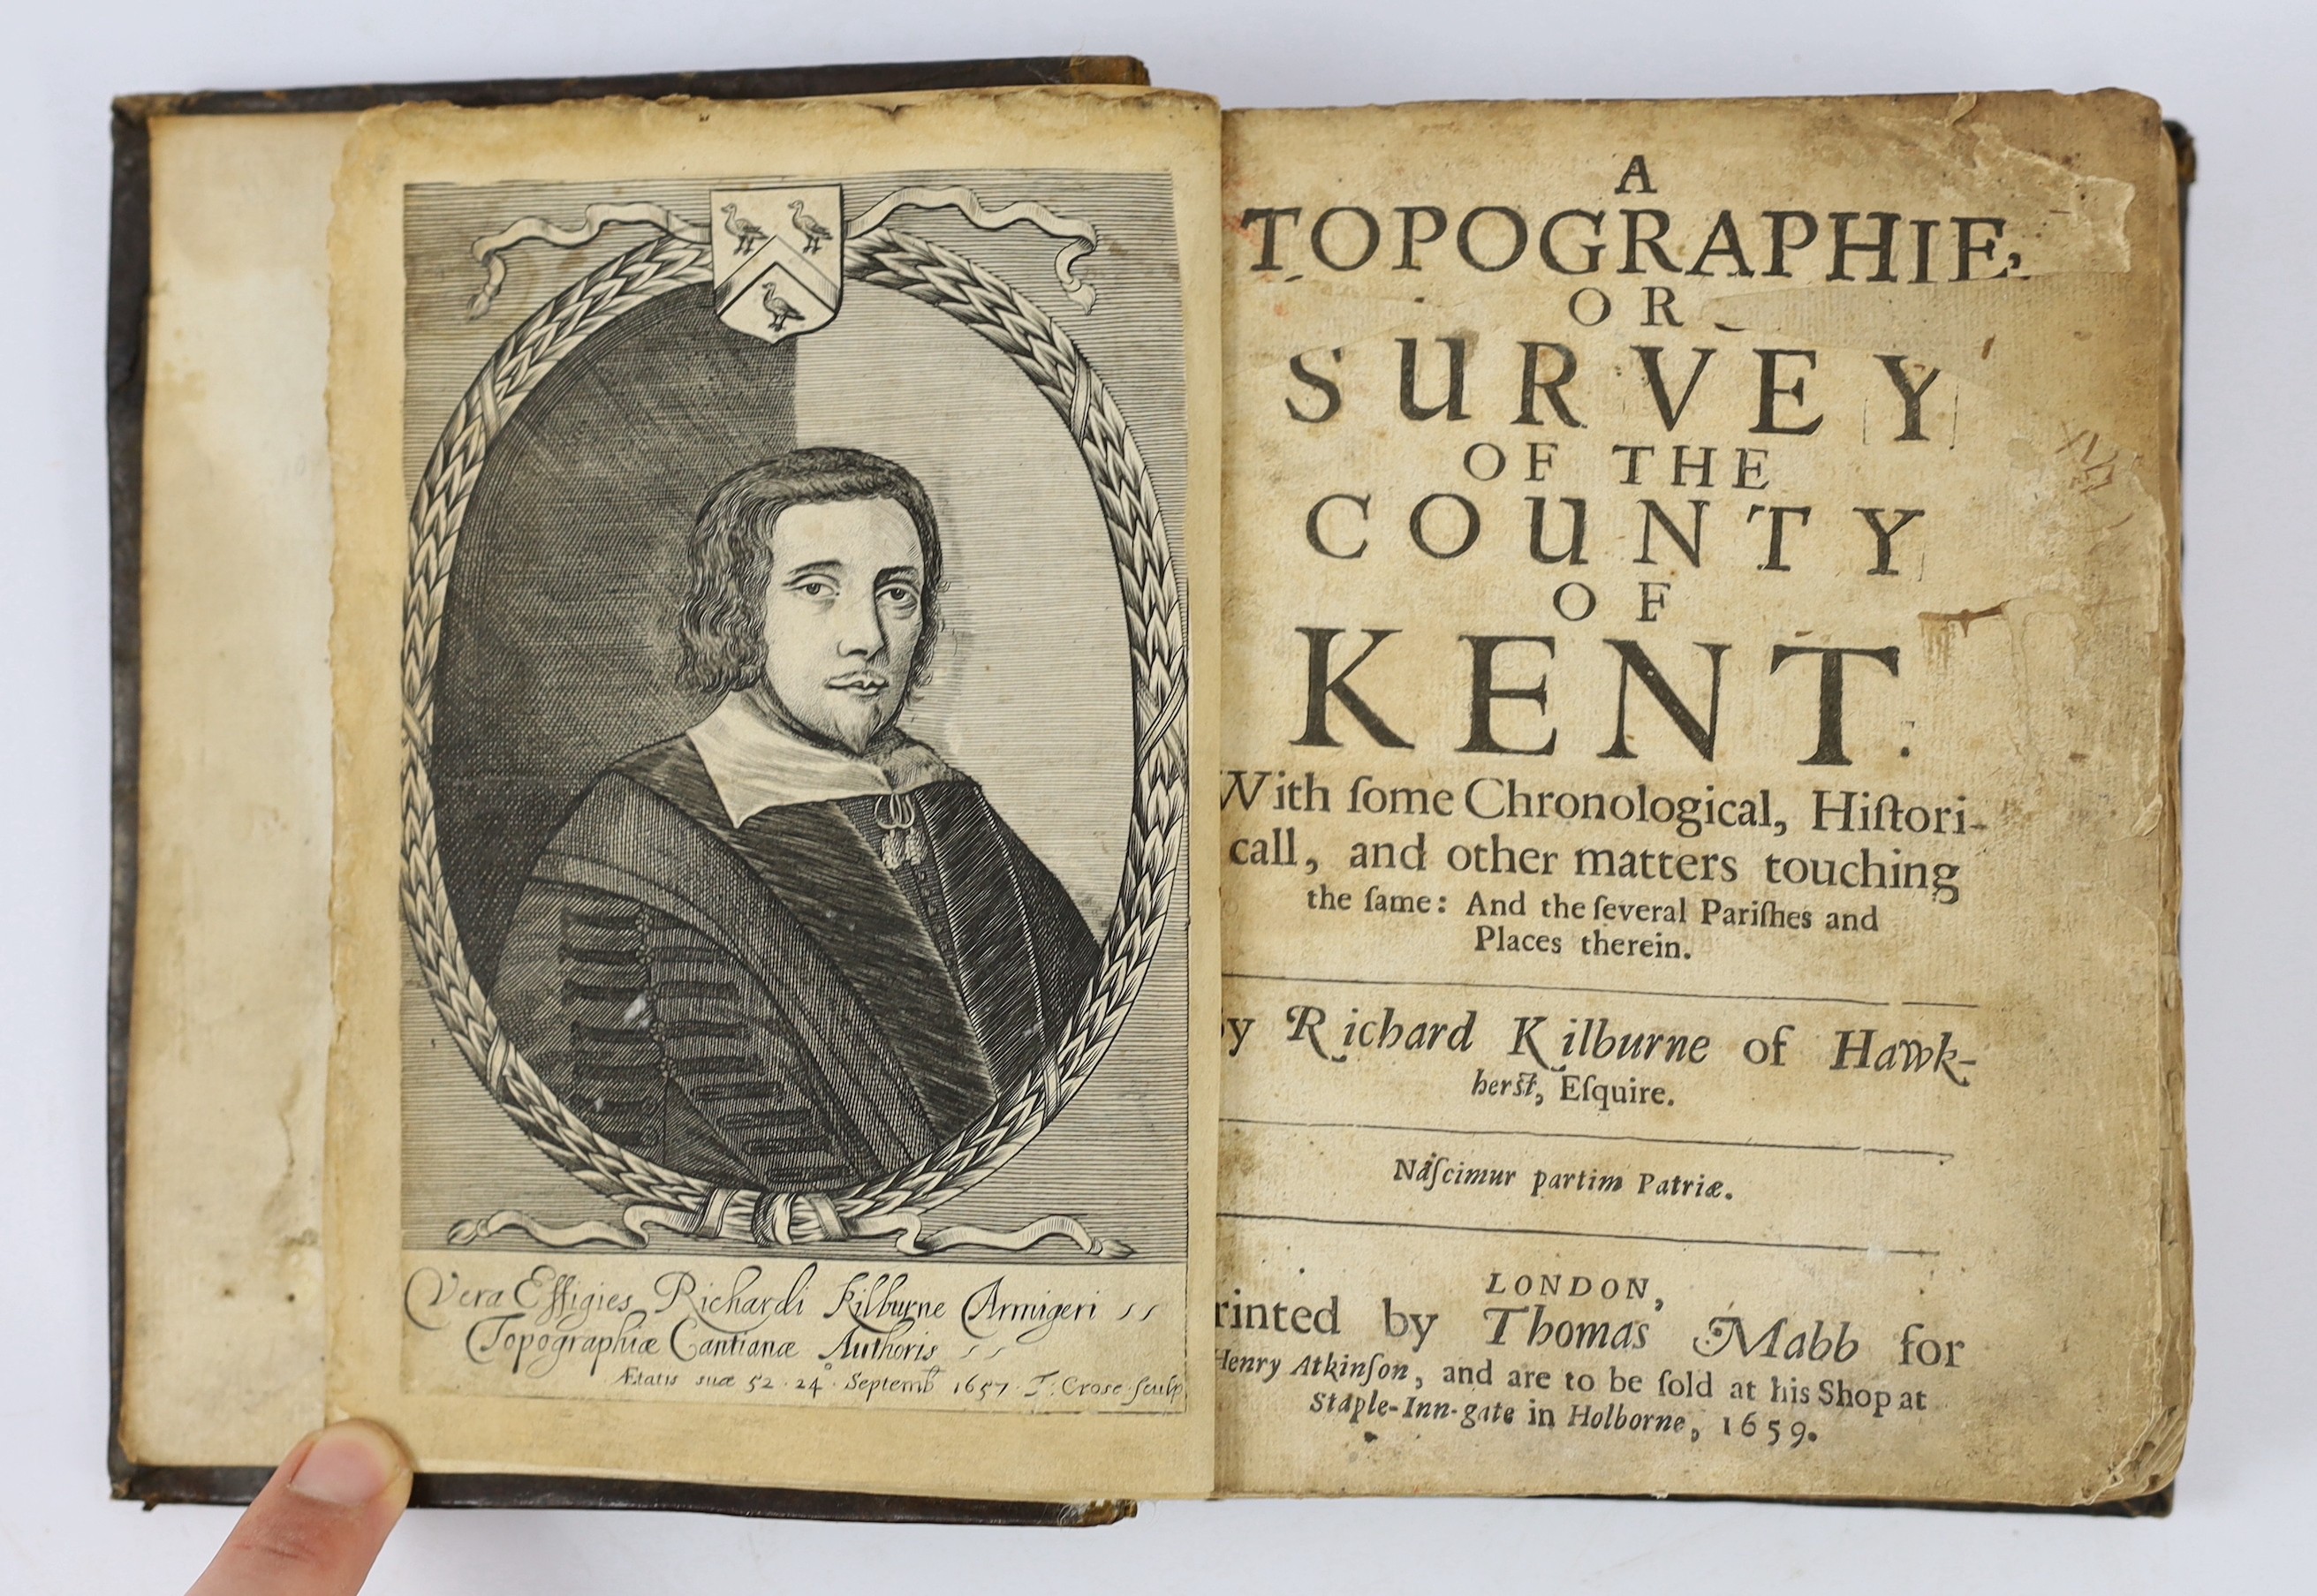 Vera Effigies Richardi Kilburne Armigeri
Topographiæ Cantianæ Authoris
Ætatis suæ 52. 24° Septemb 1657 T. Crose sculp
A
TOPOGRAPHIE,
OR
SURVEY
OF THE
COUNTY
OF
KENT:
With ſome Chronological, Hiſtori-
call, and other matters touching
the ſame: And the ſeveral Pariſhes and
Places therein.
by Richard Kilburne of Hawk-
herſt, Eſquire.
Naſcimur partim Patriæ.
LONDON,
rinted by Thomas Mabb for
Henry Atkinſon, and are to be ſold at his Shop at
Staple-Inn-gate in Holborne, 1659.